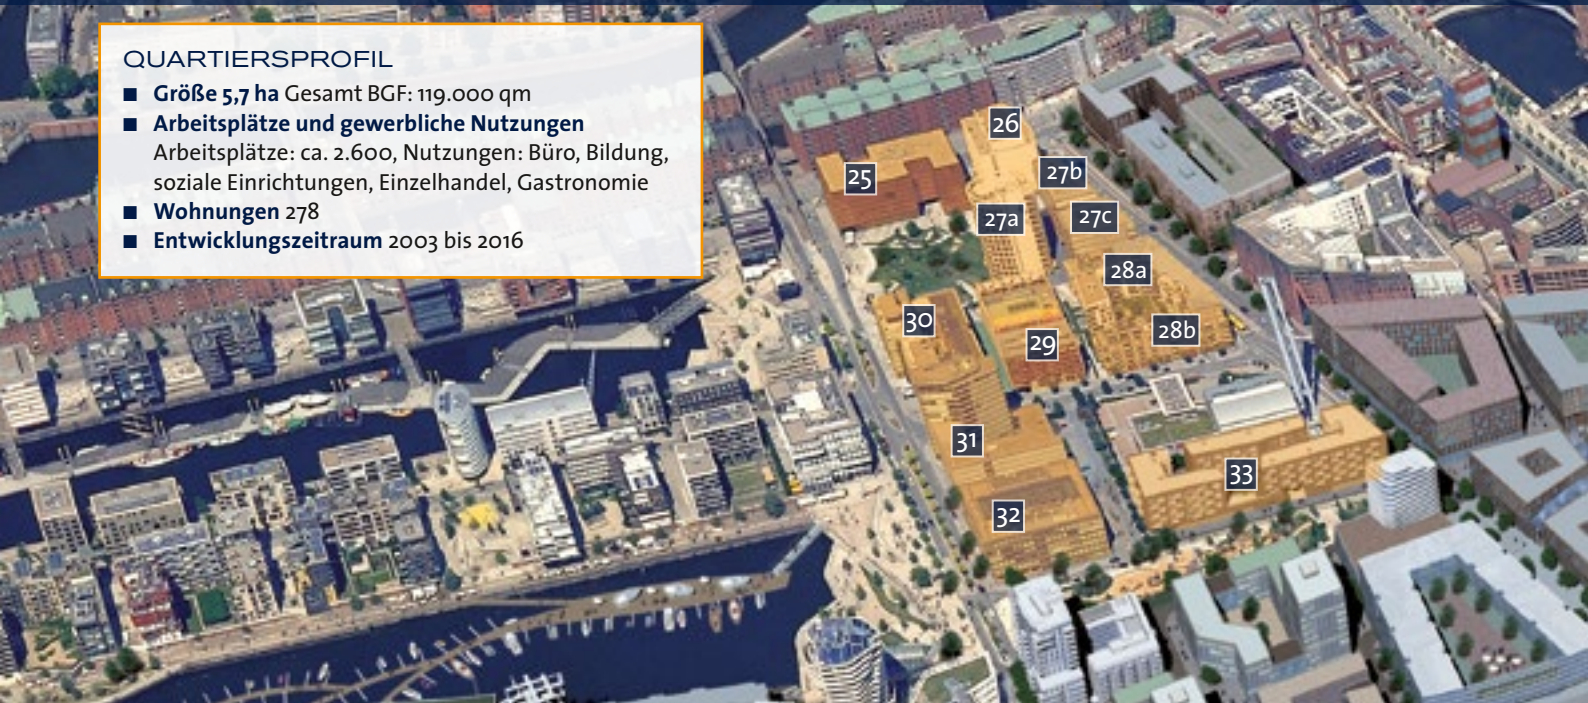 QUARTIERSPROFIL
■ Größe 5,7 ha Gesamt BGF: 119.000 qm
■ Arbeitsplätze und gewerbliche Nutzungen
Arbeitsplätze: ca. 2.600, Nutzungen: Büro, Bildung,
soziale Einrichtungen, Einzelhandel, Gastronomie
■ Wohnungen 278
■ Entwicklungszeitraum 2003 bis 2016
26
25
27b
27a
27c
28a
30
28b
29
31
33
32